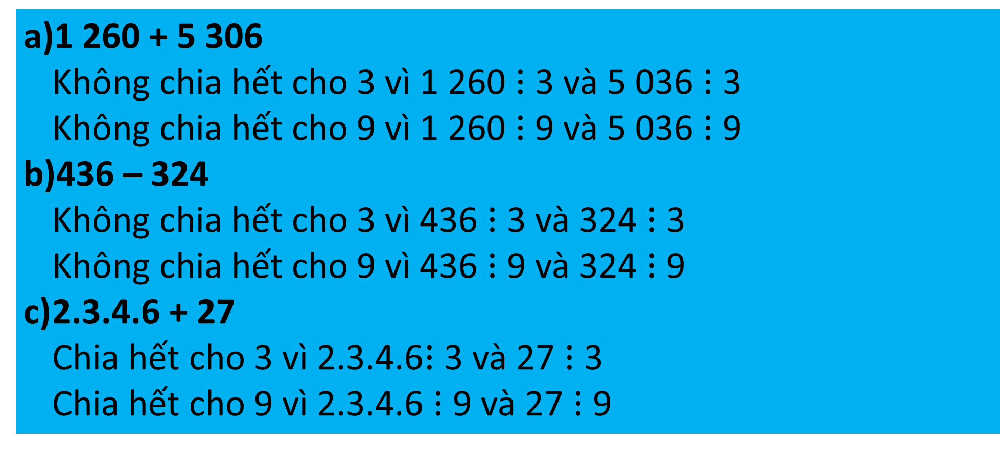 a)1 260 + 5 306
Không chia hết cho 3 vì 1 260 ⋮ 3 và 5 036 ⋮ 3
Không chia hết cho 9 vì 1 260 ⋮ 9 và 5 036 ⋮ 9
b)436 – 324
Không chia hết cho 3 vì 436 ⋮ 3 và 324 ⋮ 3
Không chia hết cho 9 vì 436 ⋮ 9 và 324 ⋮ 9
c)2.3.4.6 + 27
Chia hết cho 3 vì 2.3.4.6⋮ 3 và 27 ⋮ 3
Chia hết cho 9 vì 2.3.4.6 ⋮ 9 và 27 ⋮ 9